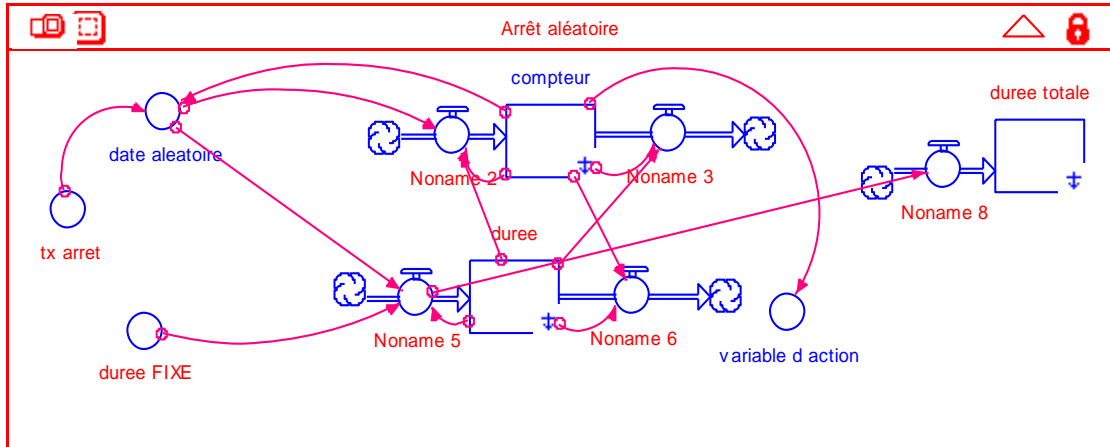 Arrêt aléatoire
compteur
duree totale
date aleatoire
Noname 2
Noname 3
Noname 8
tx arret
duree
Noname 5
Noname 6
variable d action
duree FIXE